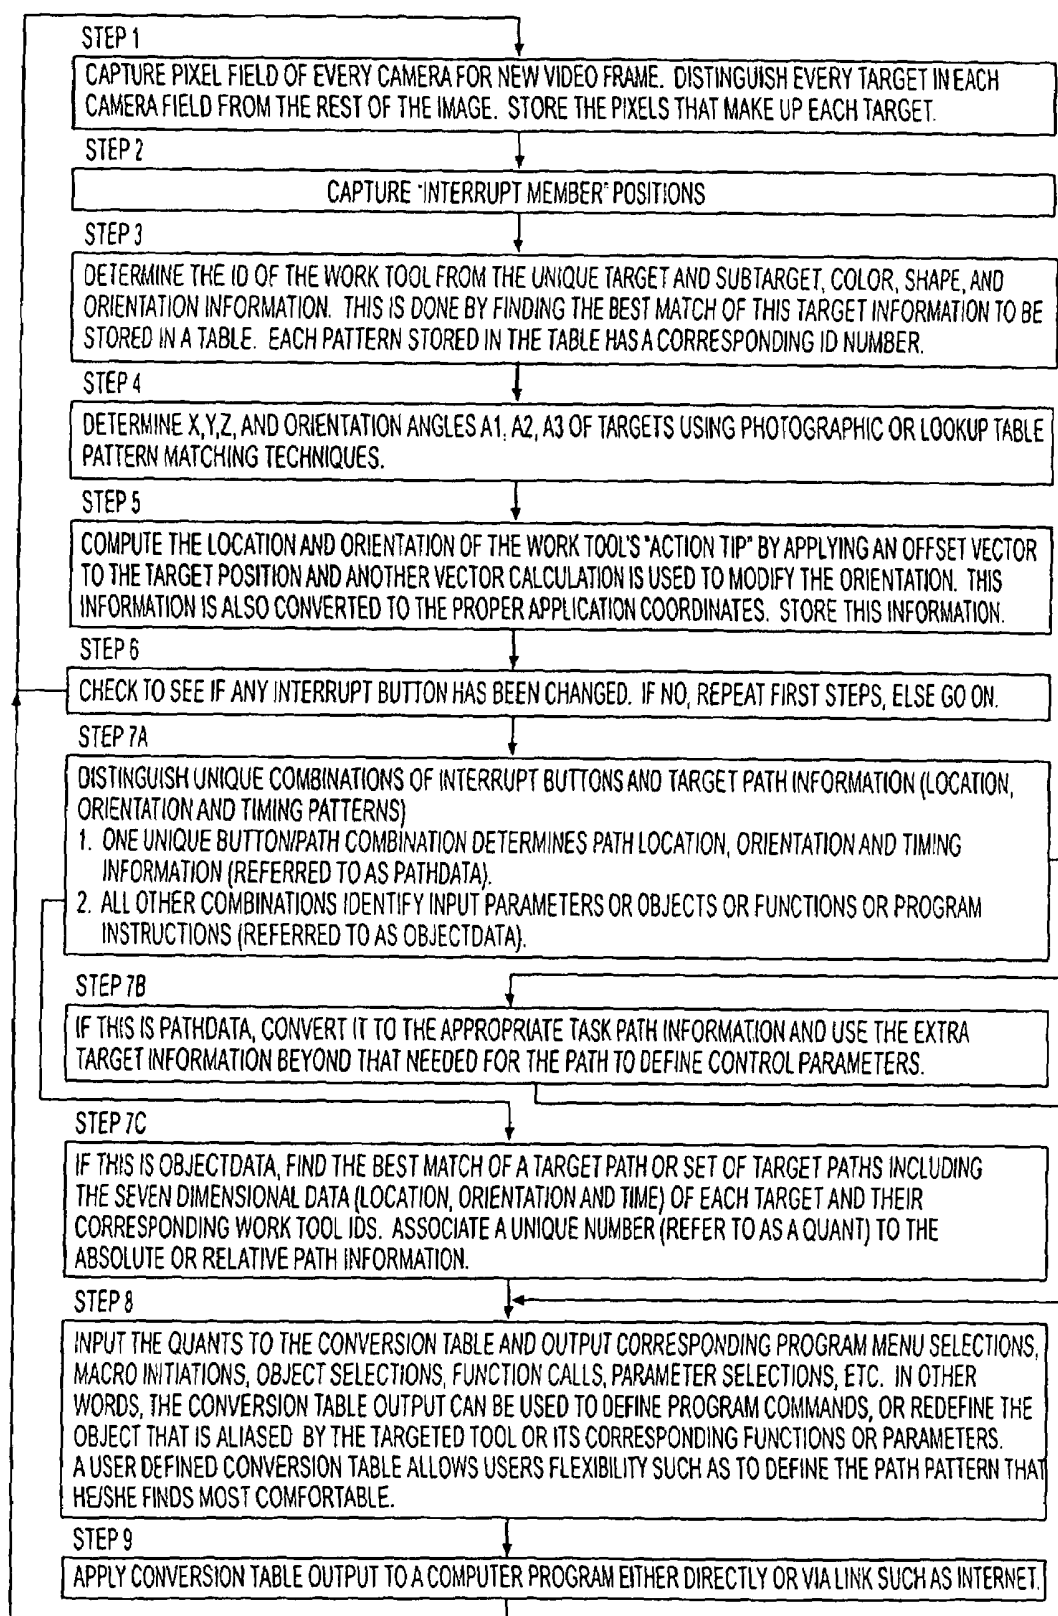 STEP 1
CAPTURE PIXEL FIELD OF EVERY CAMERA FOR NEW VIDEO FRAME. DISTINGUISH EVERY TARGET IN EACH
CAMERA FIELD FROM THE REST OF THE IMAGE. STORE THE PIXELS THAT MAKE UP EACH TARGET.
STEP 2
CAPTURE "INTERRUPT MEMBER" POSITIONS
STEP 3
DETERMINE THE ID OF THE WORK TOOL FROM THE UNIQUE TARGET AND SUBTARGET, COLOR, SHAPE, AND
ORIENTATION INFORMATION. THIS IS DONE BY FINDING THE BEST MATCH OF THIS TARGET INFORMATION TO BE
STORED IN A TABLE. EACH PATTERN STORED IN THE TABLE HAS A CORRESPONDING ID NUMBER.
STEP 4
DETERMINE X,Y,Z, AND ORIENTATION ANGLES A1, A2, A3 OF TARGETS USING PHOTOGRAPHIC OR LOOKUP TABLE
PATTERN MATCHING TECHNIQUES.
STEP 5
COMPUTE THE LOCATION AND ORIENTATION OF THE WORK TOOL'S "ACTION TIP" BY APPLYING AN OFFSET VECTOR
TO THE TARGET POSITION AND ANOTHER VECTOR CALCULATION IS USED TO MODIFY THE ORIENTATION. THIS
INFORMATION IS ALSO CONVERTED TO THE PROPER APPLICATION COORDINATES. STORE THIS INFORMATION.
STEP 6
CHECK TO SEE IF ANY INTERRUPT BUTTON HAS BEEN CHANGED. IF NO, REPEAT FIRST STEPS, ELSE GO ON.
STEP 7A
DISTINGUISH UNIQUE COMBINATIONS OF INTERRUPT BUTTONS AND TARGET PATH INFORMATION (LOCATION,
ORIENTATION AND TIMING PATTERNS)
1. ONE UNIQUE BUTTON/PATH COMBINATION DETERMINES PATH LOCATION, ORIENTATION AND TIMING
INFORMATION (REFERRED TO AS PATHDATA).
2. ALL OTHER COMBINATIONS IDENTIFY INPUT PARAMETERS OR OBJECTS OR FUNCTIONS OR PROGRAM
INSTRUCTIONS (REFERRED TO AS OBJECTDATA).
STEP 7B
IF THIS IS PATHDATA, CONVERT IT TO THE APPROPRIATE TASK PATH INFORMATION AND USE THE EXTRA
TARGET INFORMATION BEYOND THAT NEEDED FOR THE PATH TO DEFINE CONTROL PARAMETERS.
STEP 7C
IF THIS IS OBJECTDATA, FIND THE BEST MATCH OF A TARGET PATH OR SET OF TARGET PATHS INCLUDING
THE SEVEN DIMENSIONAL DATA (LOCATION, ORIENTATION AND TIME) OF EACH TARGET AND THEIR
CORRESPONDING WORK TOOL IDS. ASSOCIATE A UNIQUE NUMBER (REFER TO AS A QUANT) TO THE
ABSOLUTE OR RELATIVE PATH INFORMATION.
STEP 8
INPUT THE QUANTS TO THE CONVERSION TABLE AND OUTPUT CORRESPONDING PROGRAM MENU SELECTIONS,
MACRO INITIATIONS, OBJECT SELECTIONS, FUNCTION CALLS, PARAMETER SELECTIONS, ETC. IN OTHER
WORDS, THE CONVERSION TABLE OUTPUT CAN BE USED TO DEFINE PROGRAM COMMANDS, OR REDEFINE THE
OBJECT THAT IS ALIASED BY THE TARGETED TOOL OR ITS CORRESPONDING FUNCTIONS OR PARAMETERS.
A USER DEFINED CONVERSION TABLE ALLOWS USERS FLEXIBILITY SUCH AS TO DEFINE THE PATH PATTERN THAT
HE/SHE FINDS MOST COMFORTABLE.
STEP 9
APPLY CONVERSION TABLE OUTPUT TO A COMPUTER PROGRAM EITHER DIRECTLY OR VIA LINK SUCH AS INTERNET.